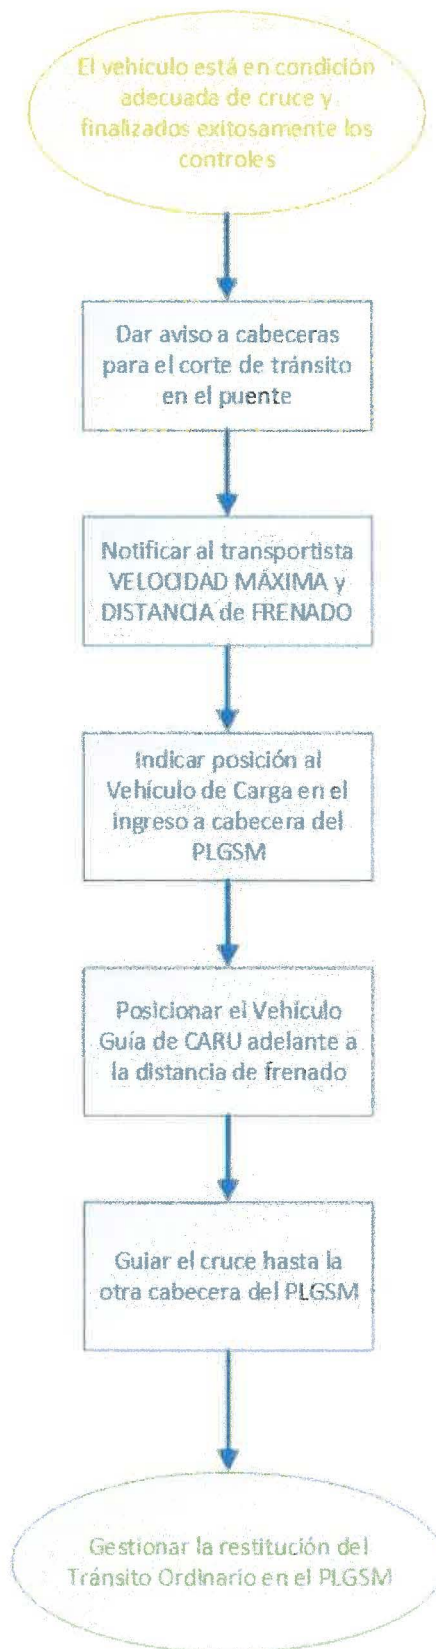 El vehículo está en condición
adecuada de cruce y
finalizados exitosamente los
controles
Dar aviso a cabeceras
para el corte de tránsito
en el puente
Notificar al transportista
VELOCIDAD MÁXIMA y
DISTANCIA de FRENADO
Indicar posición al
Vehículo de Carga en el
ingreso a cabecera del
PLGSM
Posicionar el Vehículo
Guía de CARU adelante a
la distancia de frenado
Guiar el cruce hasta la
otra cabecera del PLGSM
Gestionar la restitución del
Tránsito Ordinario en el PLGSM